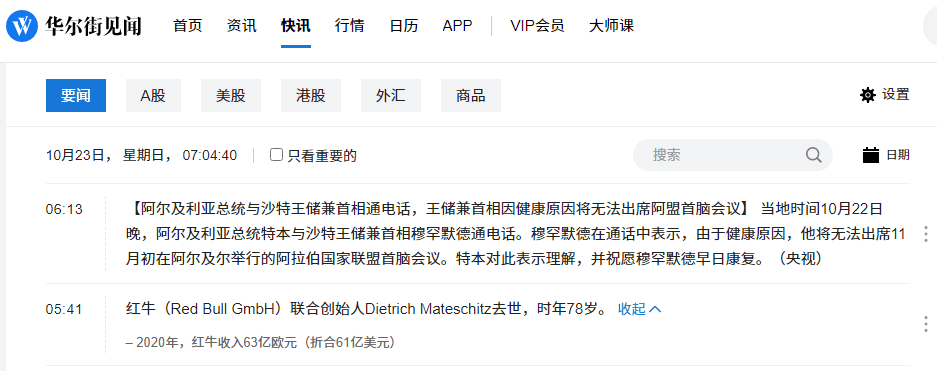 华尔街见闻 首页 资讯 快讯 行情 日历 APP VIP会员 大师课
要闻 A股 美股 港股 外汇 商品 设置
10月23日， 星期日， 07:04:40 只看重要的 搜索 日期
06:13 【阿尔及利亚总统与沙特王储兼首相通电话，王储兼首相因健康原因将无法出席阿盟首脑会议】 当地时间10月22日
晚，阿尔及利亚总统特本与沙特王储兼首相穆罕默德通电话。穆罕默德在通话中表示，由于健康原因，他将无法出席11
月初在阿尔及尔举行的阿拉伯国家联盟首脑会议。特本对此表示理解，并祝愿穆罕默德早日康复。（央视）
05:41 红牛（Red Bull GmbH）联合创始人Dietrich Mateschitz去世，时年78岁。 收起
– 2020年，红牛收入63亿欧元（折合61亿美元）